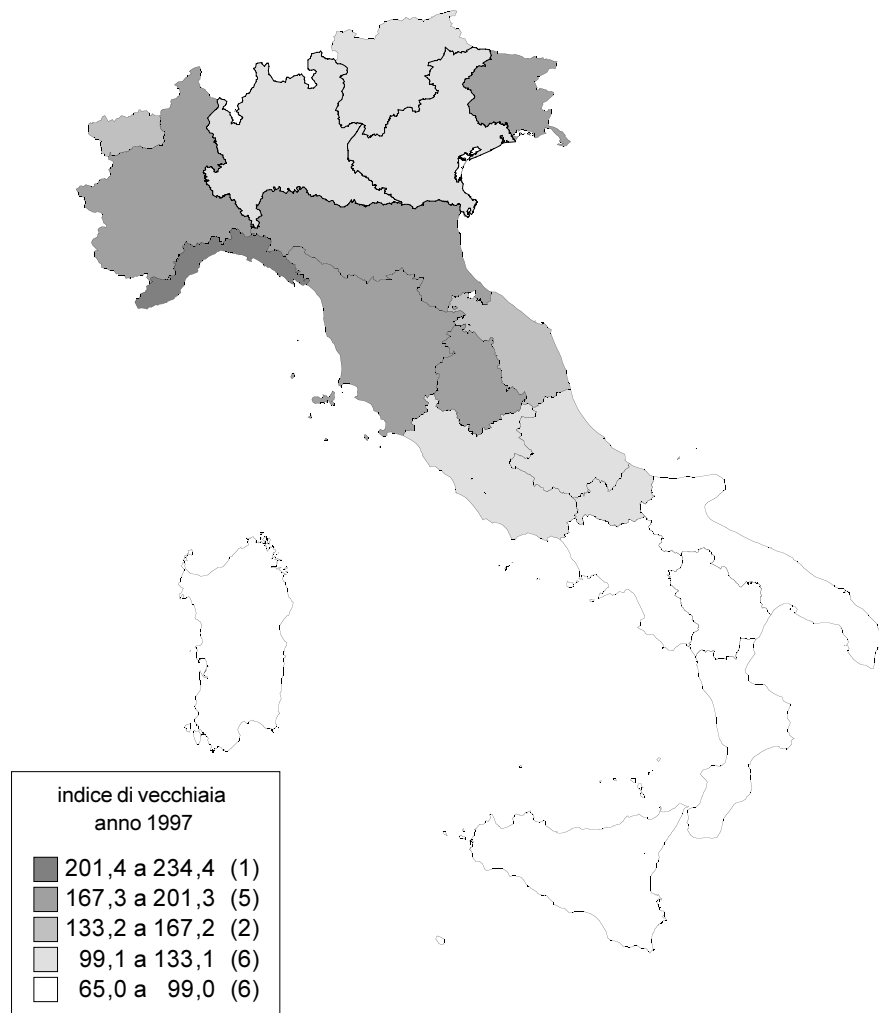 indice di vecchiaia
anno 1997
201,4 a 234,4 (1)
167,3 a 201,3 (5)
133,2 a 167,2 (2)
99,1 a 133,1 (6)
65,0 a 99,0 (6)